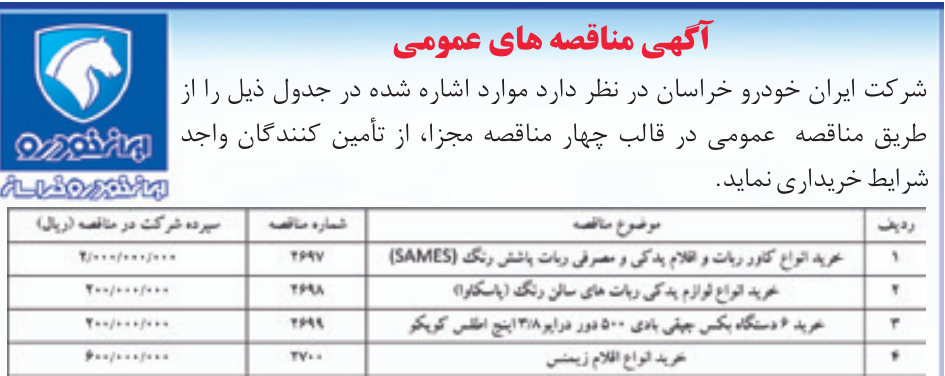 آگهی مناقصه های عمومی
شرکت ایران خودرو خراسان در نظر دارد موارد اشاره شده در جدول ذیل را از
طریق مناقصه عمومی در قالب چهار مناقصه مجزا، از تأمین کنندگان واجد
شرایط خریداری نماید.
ایران خودرو
ایران خودرو خراسان
ردیف موضوع مناقصه شماره مناقصه سپرده شرکت در مناقصه (ریال)
۱ خرید انواع کاور ربات و اقلام یدکی و مصرفی ربات پاشش رنگ (SAMES) ۲۶۹۷ ۲/۰۰۰/۰۰۰/۰۰۰
۲ خرید انواع لوازم یدکی ربات های سالن رنگ (یاسکاوا) ۲۶۹۸ ۲۰۰/۰۰۰/۰۰۰
۳ خرید ۶ دستگاه بکس جیقی بادی ۵۰۰ دور درایو ۳/۸ اینچ اطلس کوپکو ۲۶۹۹ ۲۰۰/۰۰۰/۰۰۰
۴ خرید انواع اقلام زیمنس ۲۷۰۰ ۶۰۰/۰۰۰/۰۰۰